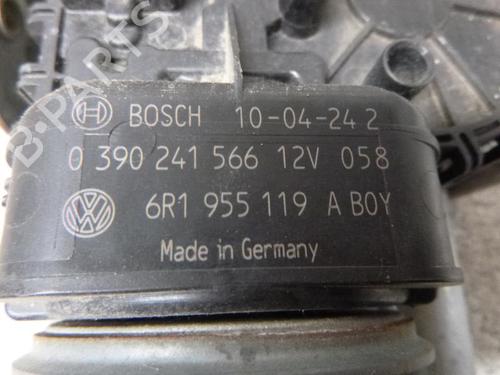 BOSCH 10-04-24 2
0 390 241 566 12V 058
6R1 955 119 A BOY
Made in Germany
B-PARTS